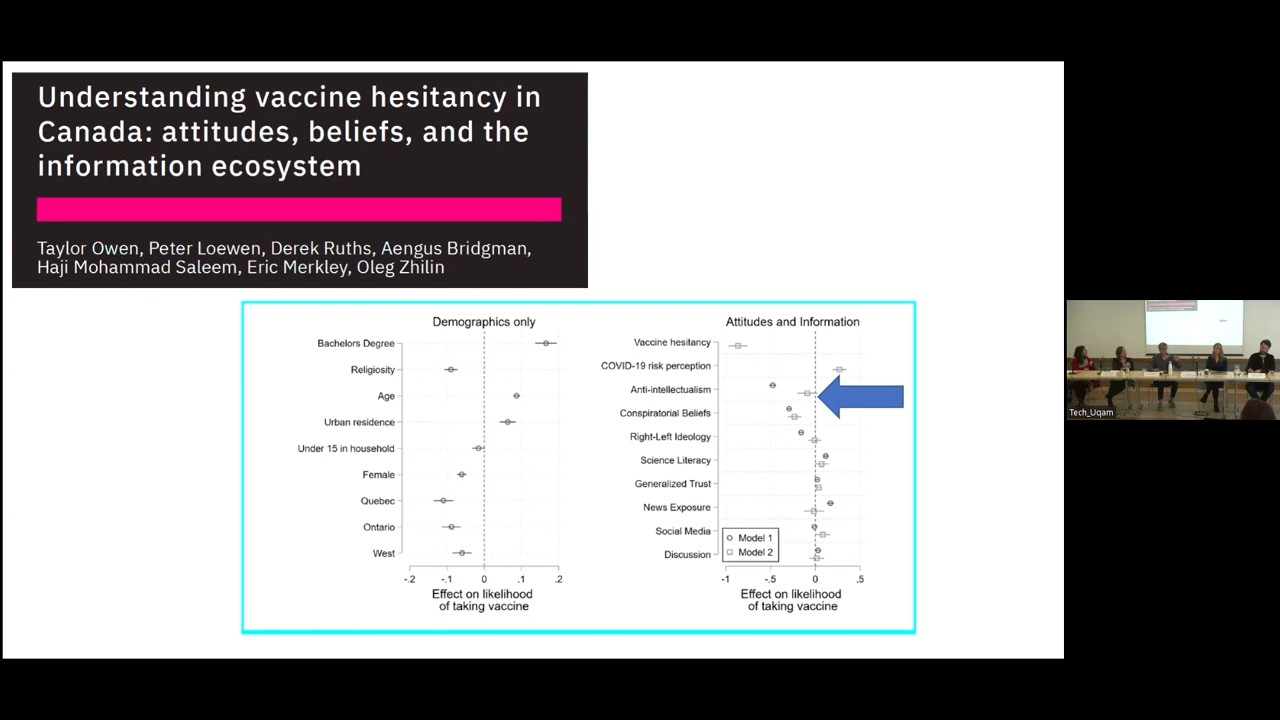 Understanding vaccine hesitancy in
Canada: attitudes, beliefs, and the
information ecosystem
Taylor Owen, Peter Loewen, Derek Ruths, Aengus Bridgman,
Haji Mohammad Saleem, Eric Merkley, Oleg Zhilin
Demographics only
Bachelors Degree
Religiosity
Age
Urban residence
Under 15 in household
Female
Quebec
Ontario
West
-.2 -.1 0 .1 .2
Effect on likelihood
of taking vaccine
Attitudes and Information
Vaccine hesitancy
COVID-19 risk perception
Anti-intellectualism
Conspiratorial Beliefs
Right-Left Ideology
Science Literacy
Generalized Trust
News Exposure
Social Media
Discussion
Model 1
Model 2
-1 -.5 0 .5
Effect on likelihood
of taking vaccine
Tech_Uqam